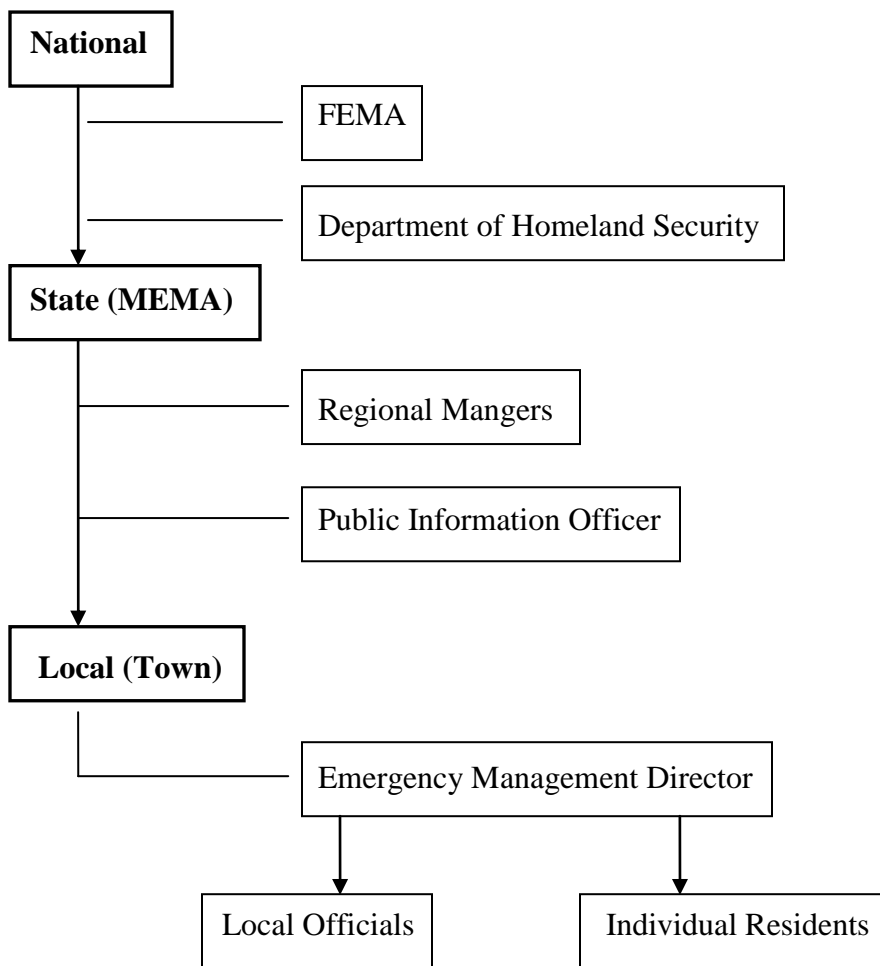 National
FEMA
Department of Homeland Security
State (MEMA)
Regional Mangers
Public Information Officer
Local (Town)
Emergency Management Director
Local Officials
Individual Residents